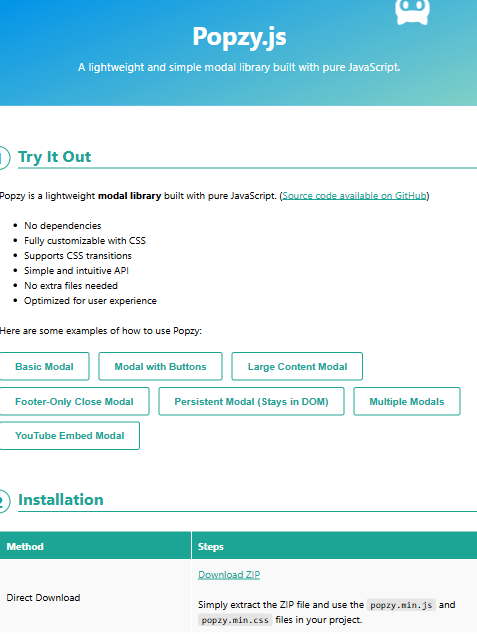 Popzy.js
A lightweight and simple modal library built with pure JavaScript.
Try It Out
Popzy is a lightweight modal library built with pure JavaScript. (Source code available on GitHub)
No dependencies
Fully customizable with CSS
Supports CSS transitions
Simple and intuitive API
No extra files needed
Optimized for user experience
Here are some examples of how to use Popzy:
Basic Modal Modal with Buttons Large Content Modal
Footer-Only Close Modal Persistent Modal (Stays in DOM) Multiple Modals
YouTube Embed Modal
2 Installation
Method Steps
Download ZIP
Direct Download
Simply extract the ZIP file and use the popzy.min.js and
popzy.min.css files in your project.